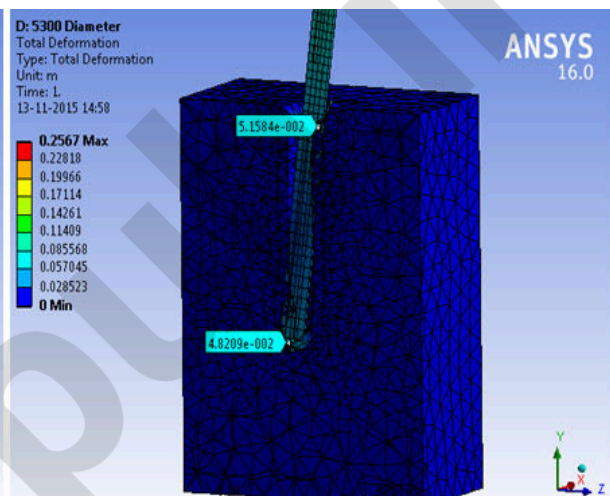 D: 5300 Diameter
Total Deformation
Type: Total Deformation
Unit: m
Time: 1.
13-11-2015 14:58
0.2567 Max
0.22818
0.19966
0.17114
0.14261
0.11409
0.085568
0.057045
0.028523
0 Min
ANSYS
16.0
5.1584e-002
4.8209e-002
Y
X
Z